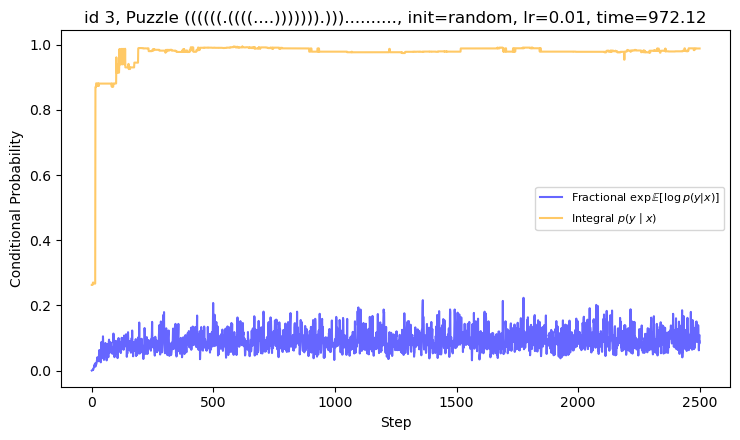 id 3, Puzzle ((((((.((((....))))))).))).........., init=random, lr=0.01, time=972.12
Conditional Probability
1.0
0.8
0.6
0.4
0.2
0.0
Fractional exp𝔼[log p(y|x)]
Integral p(y | x)
0 500 1000 1500 2000 2500
Step